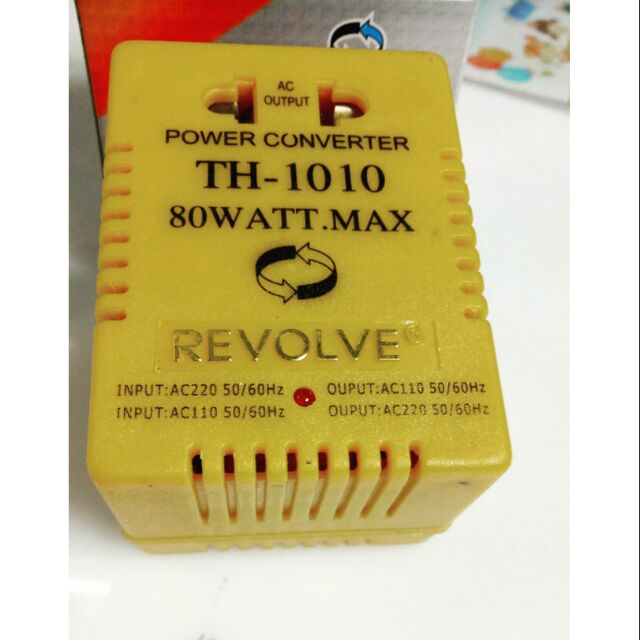 AC
OUTPUT
POWER CONVERTER
TH-1010
80WATT.MAX
REVOLVE®
INPUT:AC220 50/60Hz OUPUT:AC110 50/60Hz
INPUT:AC110 50/60Hz OUPUT:AC220 50/60Hz